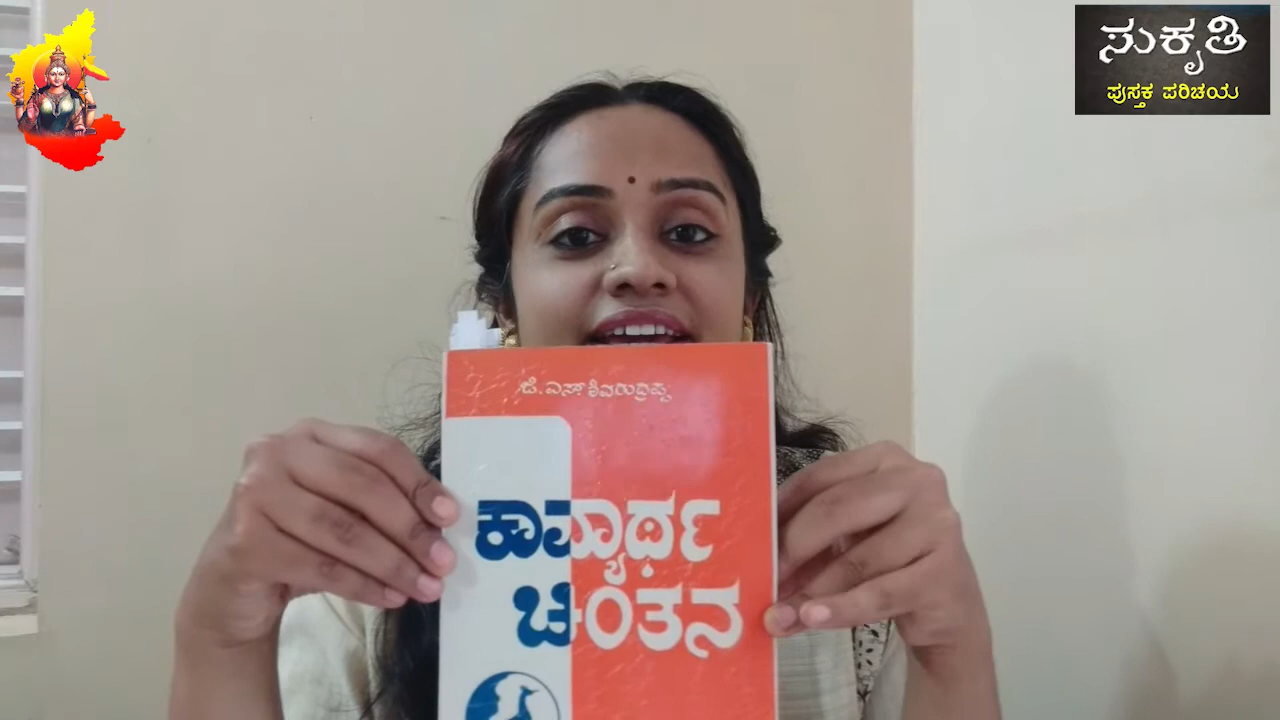 ಸುಕೃತಿ
ಪುಸ್ತಕ ಪರಿಚಯ
ಜಿ. ಎಸ್. ಶಿವರುದ್ರಪ್ಪ
ಕಾವ್ಯಾರ್ಥ
ಚಿಂತನ